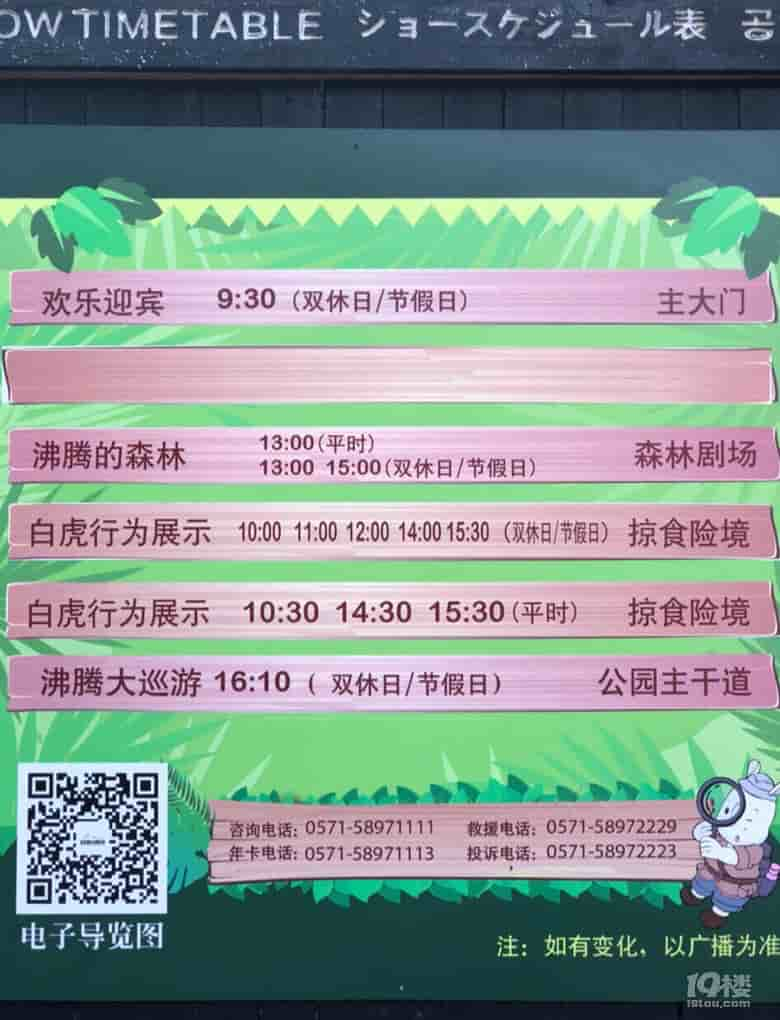 OW TIMETABLE ショースケジュール表 공
欢乐迎宾 9:30（双休日/节假日） 主大门
沸腾的森林 13:00(平时) 森林剧场
13:00 15:00(双休日/节假日)
白虎行为展示 10:00 11:00 12:00 14:00 15:30（双休日/节假日） 掠食险境
白虎行为展示 10:30 14:30 15:30(平时) 掠食险境
沸腾大巡游 16:10（双休日/节假日） 公园主干道
咨询电话：0571-58971111 救援电话：0571-58972229
年卡电话：0571-58971113 投诉电话：0571-58972223
电子导览图
注：如有变化，以广播为准
19楼
19lou.com